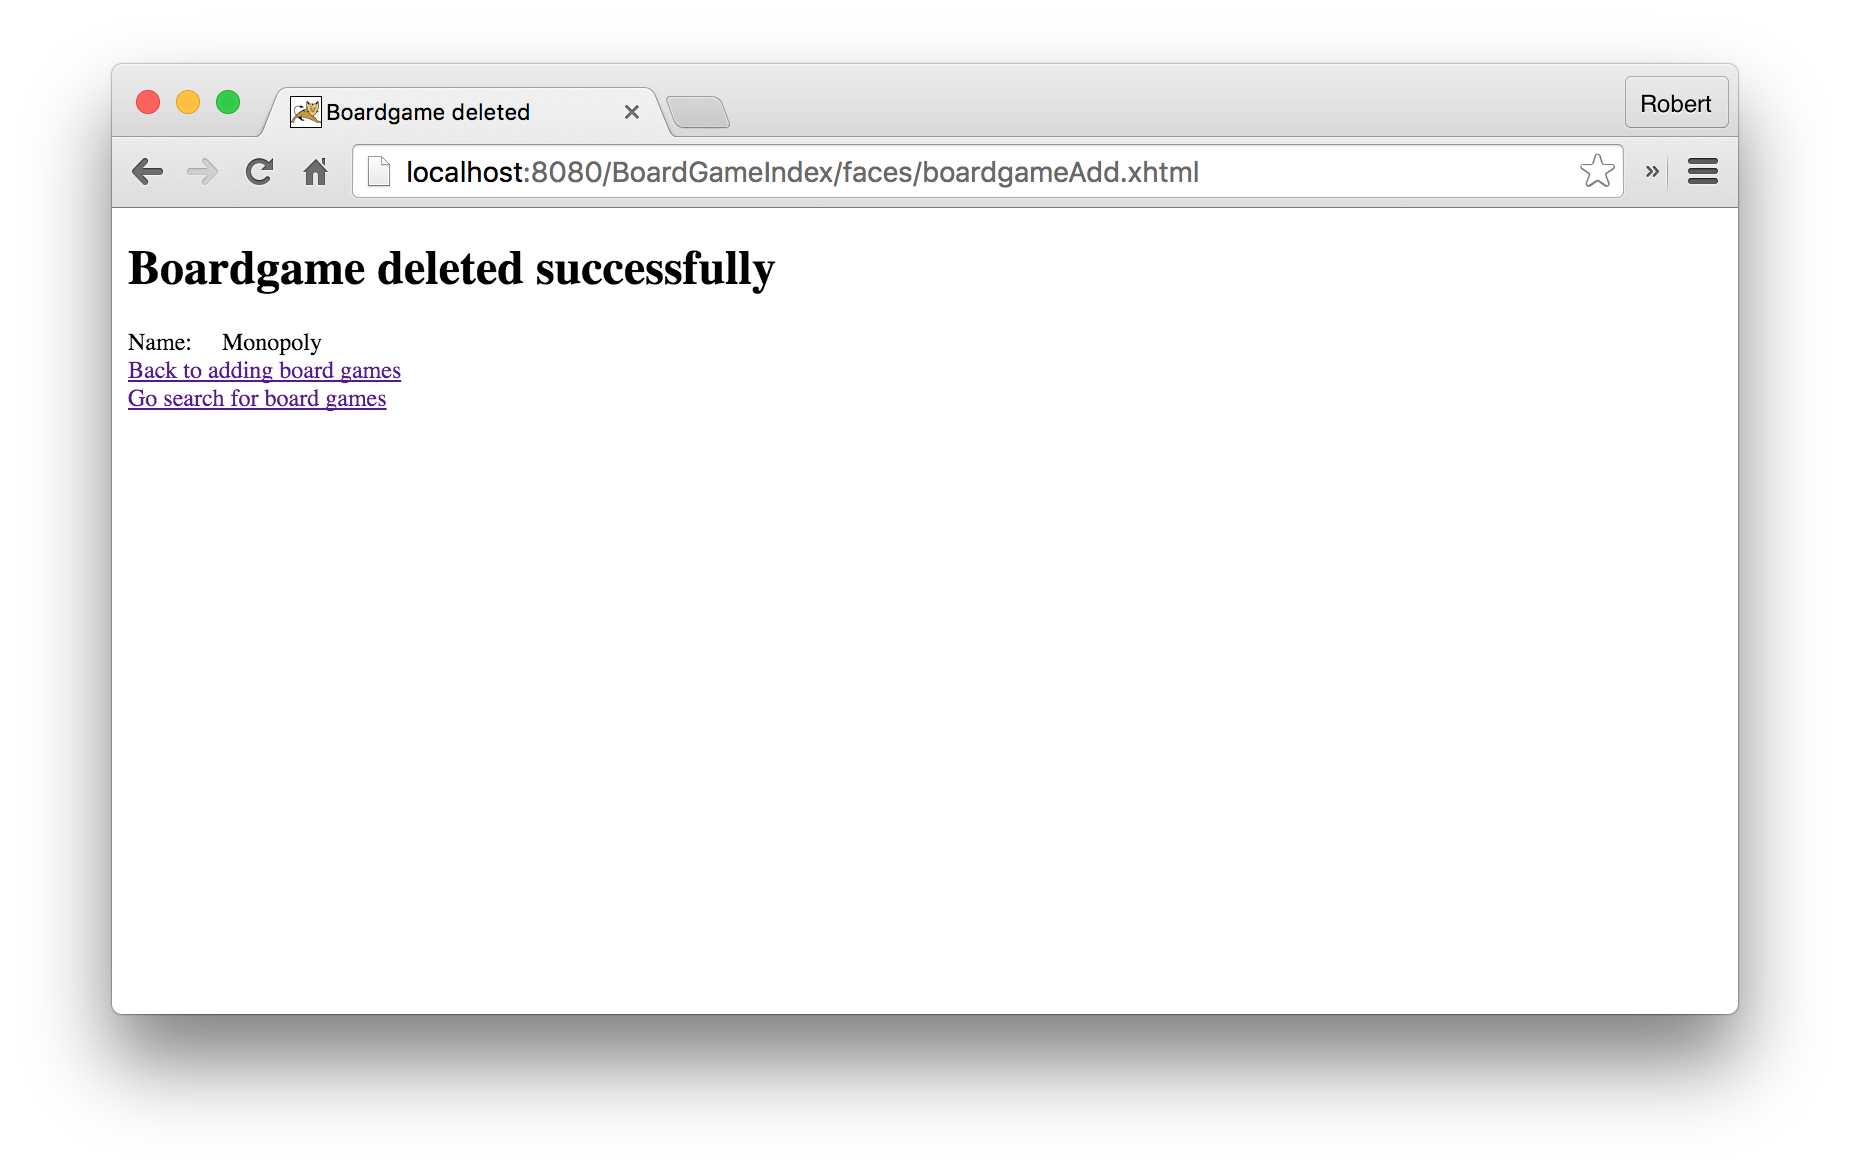 Boardgame deleted
Robert
localhost:8080/BoardGameIndex/faces/boardgameAdd.xhtml
»
Boardgame deleted successfully
Name: Monopoly
Back to adding board games
Go search for board games